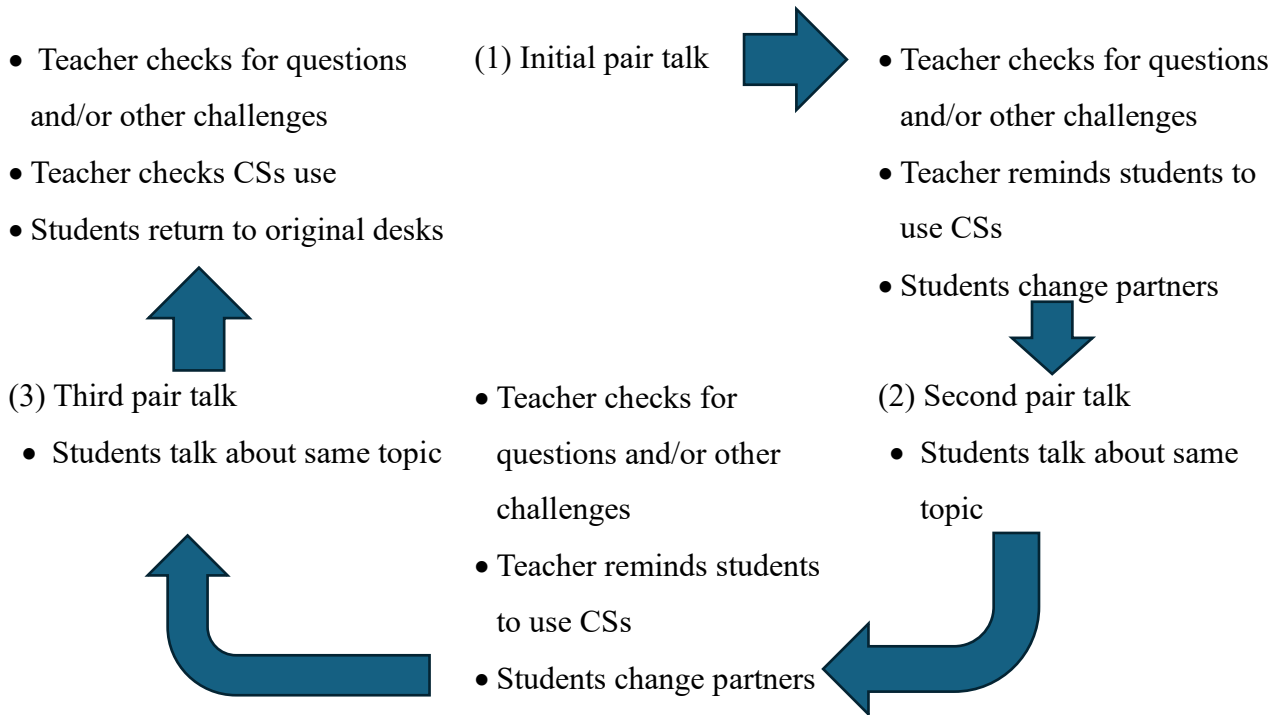 (1) Initial pair talk
• Teacher checks for questions
and/or other challenges
• Teacher reminds students to
use CSs
• Students change partners
(2) Second pair talk
• Students talk about same
topic
• Teacher checks for
questions and/or other
challenges
• Teacher reminds students
to use CSs
• Students change partners
(3) Third pair talk
• Students talk about same topic
• Teacher checks for questions
and/or other challenges
• Teacher checks CSs use
• Students return to original desks